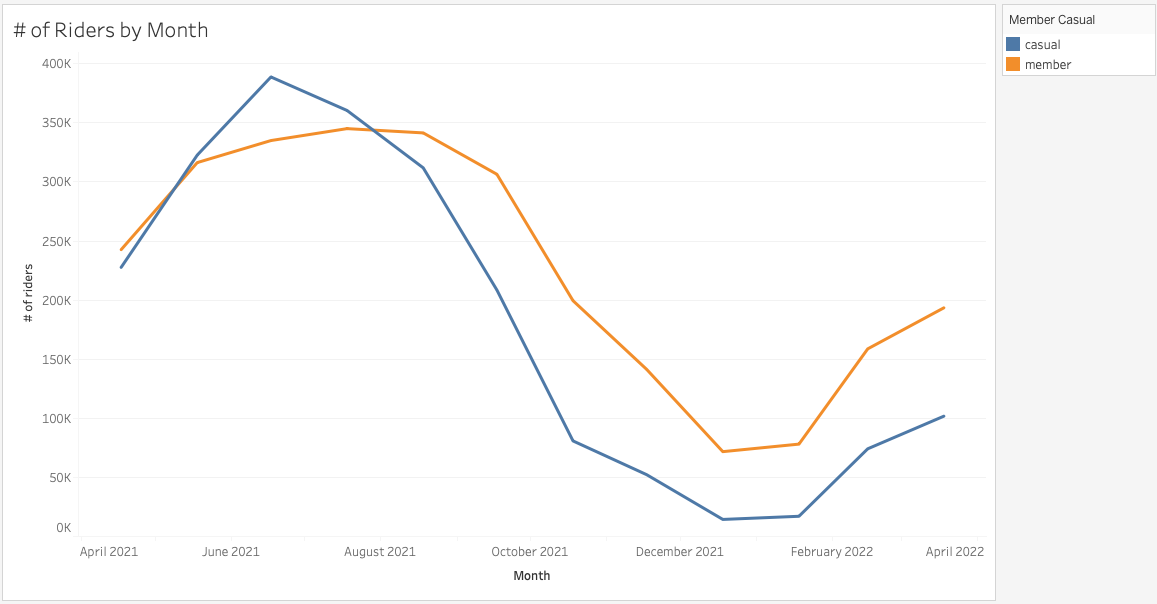 # of Riders by Month
Member Casual
casual
member
400K
350K
300K
250K
200K
150K
100K
50K
0K
# of riders
April 2021 June 2021 August 2021 October 2021 December 2021 February 2022 April 2022
Month